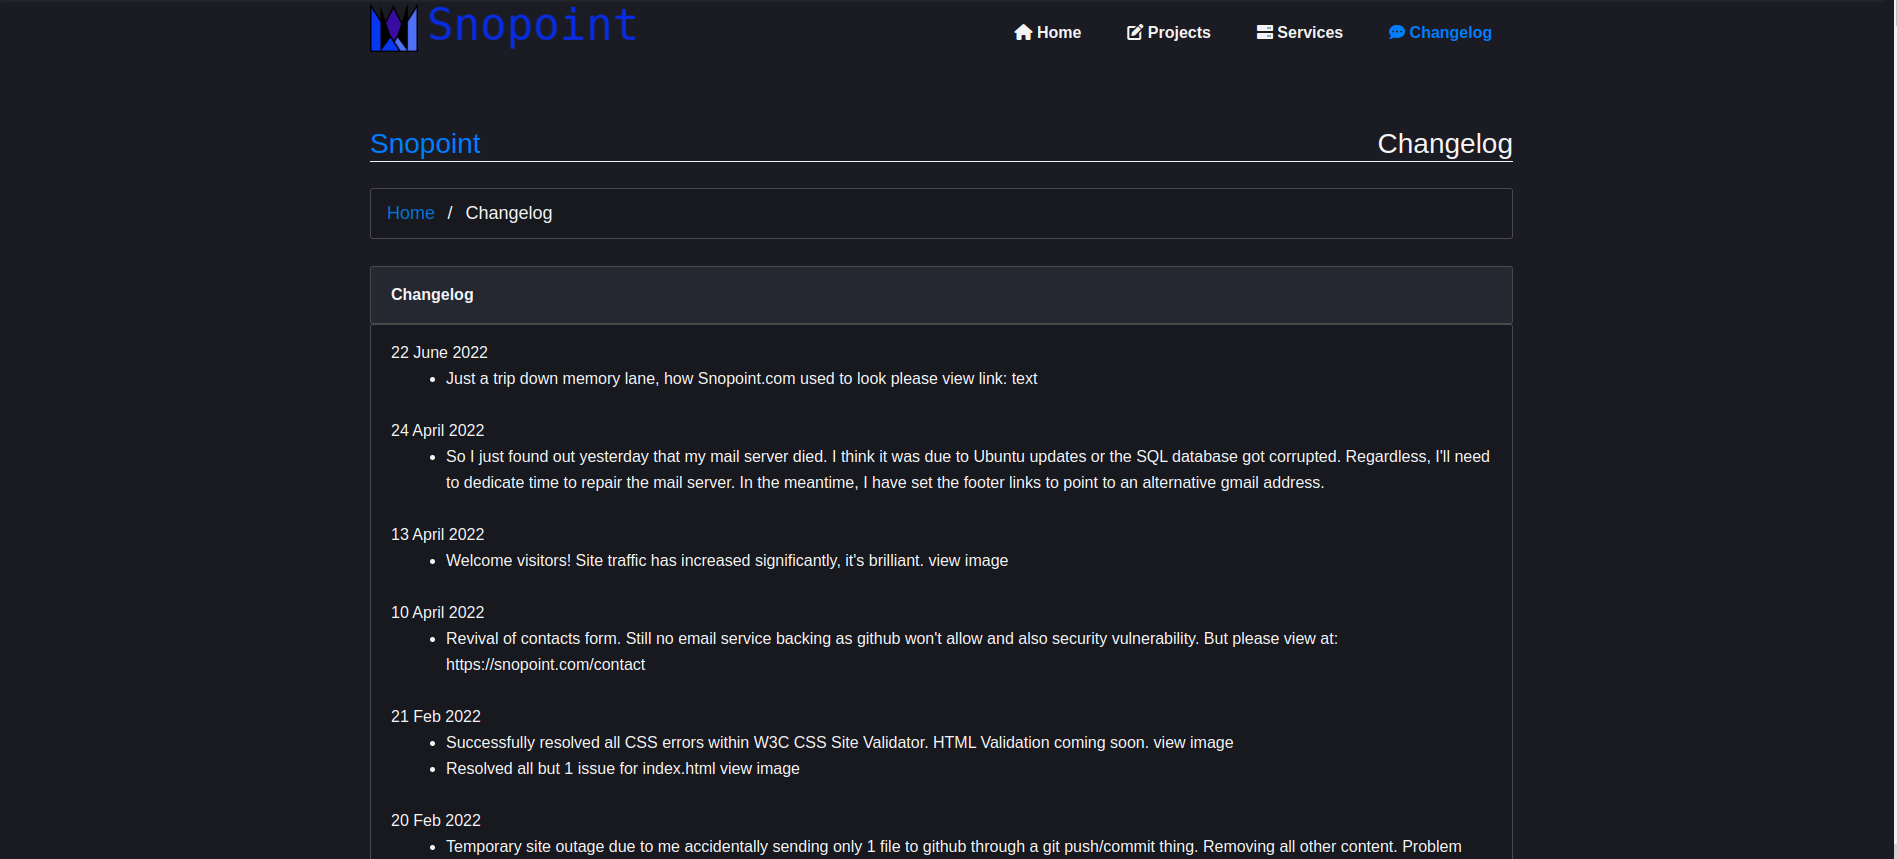 Snopoint
Home Projects Services Changelog
Snopoint Changelog
Home / Changelog
Changelog
22 June 2022
• Just a trip down memory lane, how Snopoint.com used to look please view link: text
24 April 2022
• So I just found out yesterday that my mail server died. I think it was due to Ubuntu updates or the SQL database got corrupted. Regardless, I'll need
to dedicate time to repair the mail server. In the meantime, I have set the footer links to point to an alternative gmail address.
13 April 2022
• Welcome visitors! Site traffic has increased significantly, it's brilliant. view image
10 April 2022
• Revival of contacts form. Still no email service backing as github won't allow and also security vulnerability. But please view at:
https://snopoint.com/contact
21 Feb 2022
• Successfully resolved all CSS errors within W3C CSS Site Validator. HTML Validation coming soon. view image
• Resolved all but 1 issue for index.html view image
20 Feb 2022
• Temporary site outage due to me accidentally sending only 1 file to github through a git push/commit thing. Removing all other content. Problem